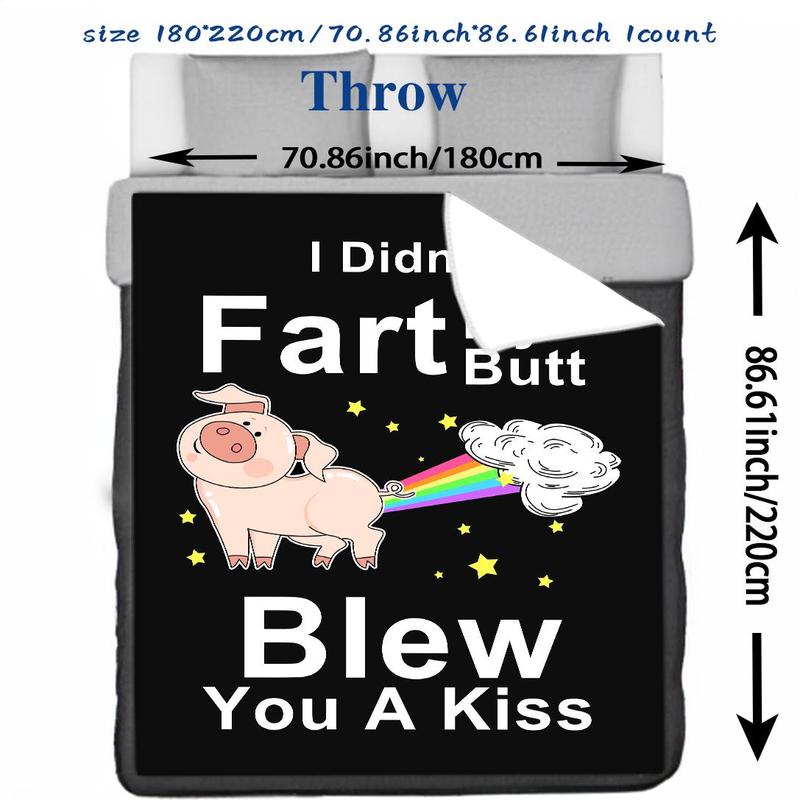 size 180*220cm/70.86inch*86.61inch 1count
Throw
70.86inch/180cm
I Didn
Fart
Butt
86.61inch/220cm
Blew
You A Kiss